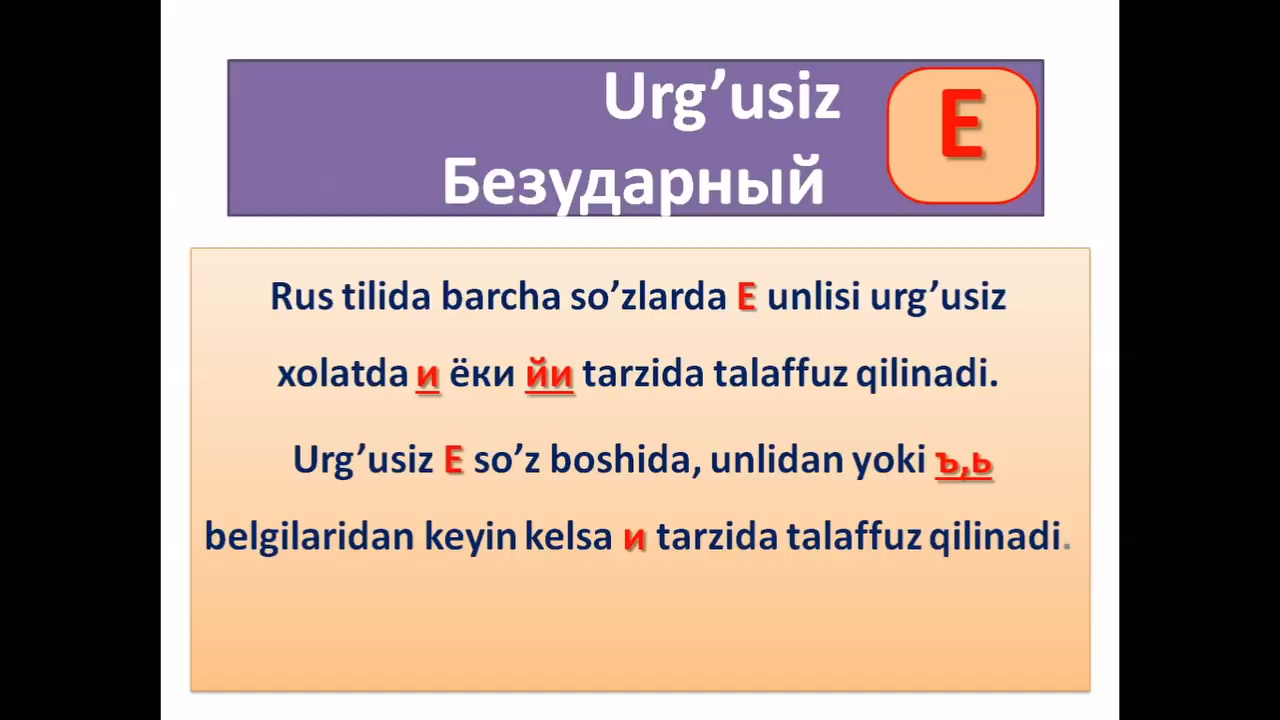 Urg’usiz
Безударный
Е
Rus tilida barcha so’zlarda Е unlisi urg’usiz
xolatda и ёки йи tarzida talaffuz qilinadi.
Urg’usiz Е so’z boshida, unlidan yoki ъ,ь
belgilaridan keyin kelsa и tarzida talaffuz qilinadi.